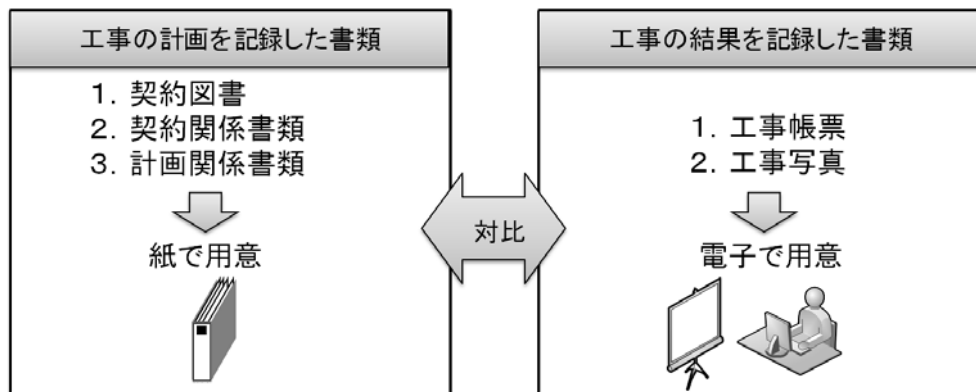 工事の計画を記録した書類
1. 契約図書
2. 契約関係書類
3. 計画関係書類
紙で用意
対比
工事の結果を記録した書類
1. 工事帳票
2. 工事写真
電子で用意